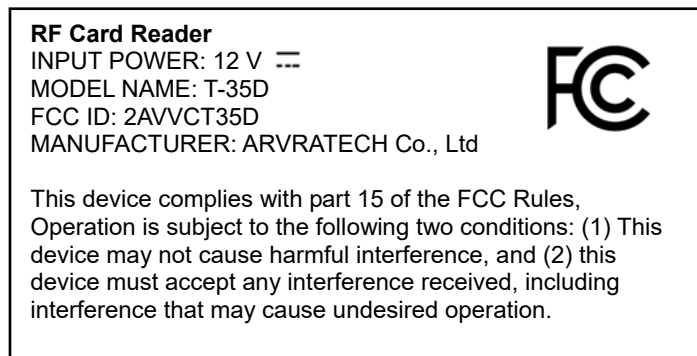 RF Card Reader
INPUT POWER: 12 V ⎓
MODEL NAME: T-35D
FCC ID: 2AVVCT35D
MANUFACTURER: ARVRATECH Co., Ltd
FC
This device complies with part 15 of the FCC Rules,
Operation is subject to the following two conditions: (1) This
device may not cause harmful interference, and (2) this
device must accept any interference received, including
interference that may cause undesired operation.